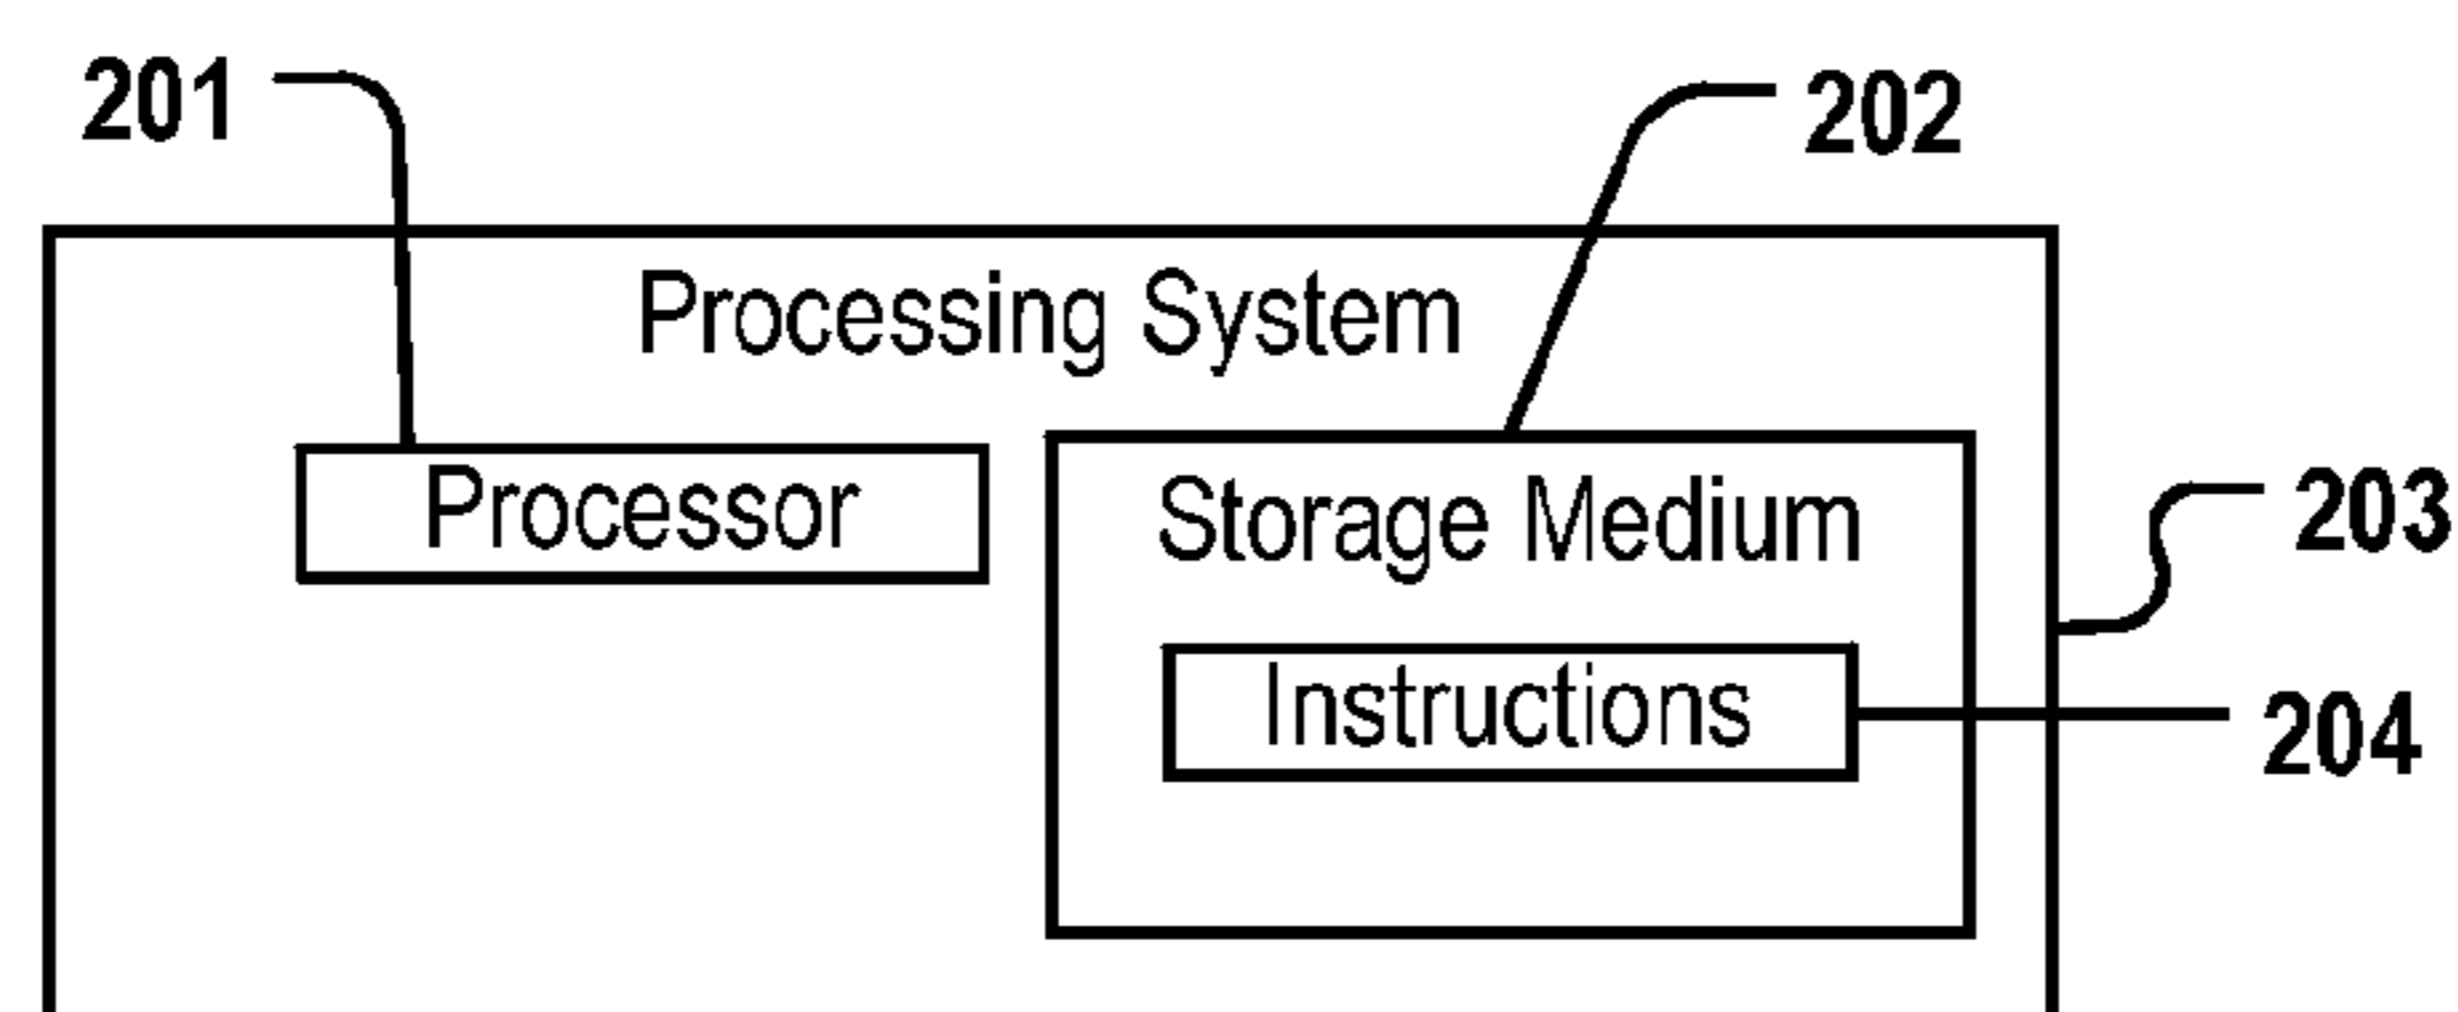 201
202
Processing System
Processor
Storage Medium
203
Instructions
204